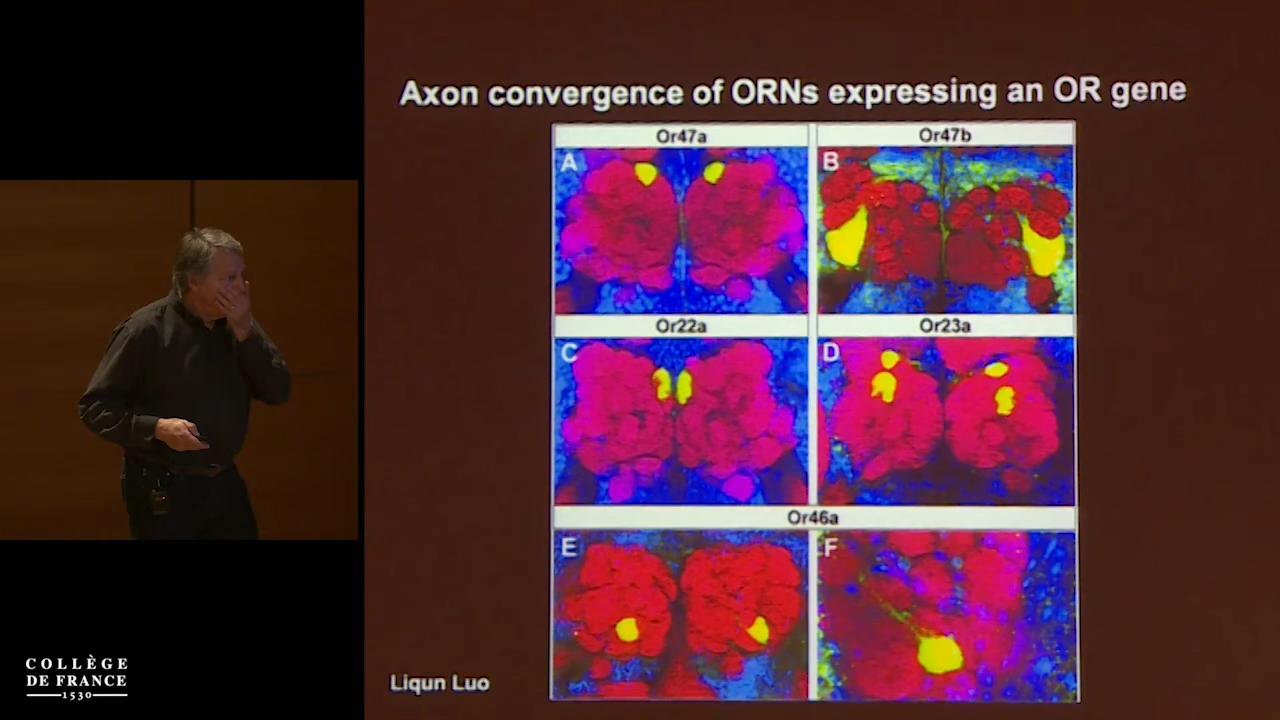 Axon convergence of ORNs expressing an OR gene
Or47a
Or47b
A
B
Or22a
Or23a
C
D
Or46a
E
F
Liqun Luo
COLLÈGE
DE FRANCE
1530